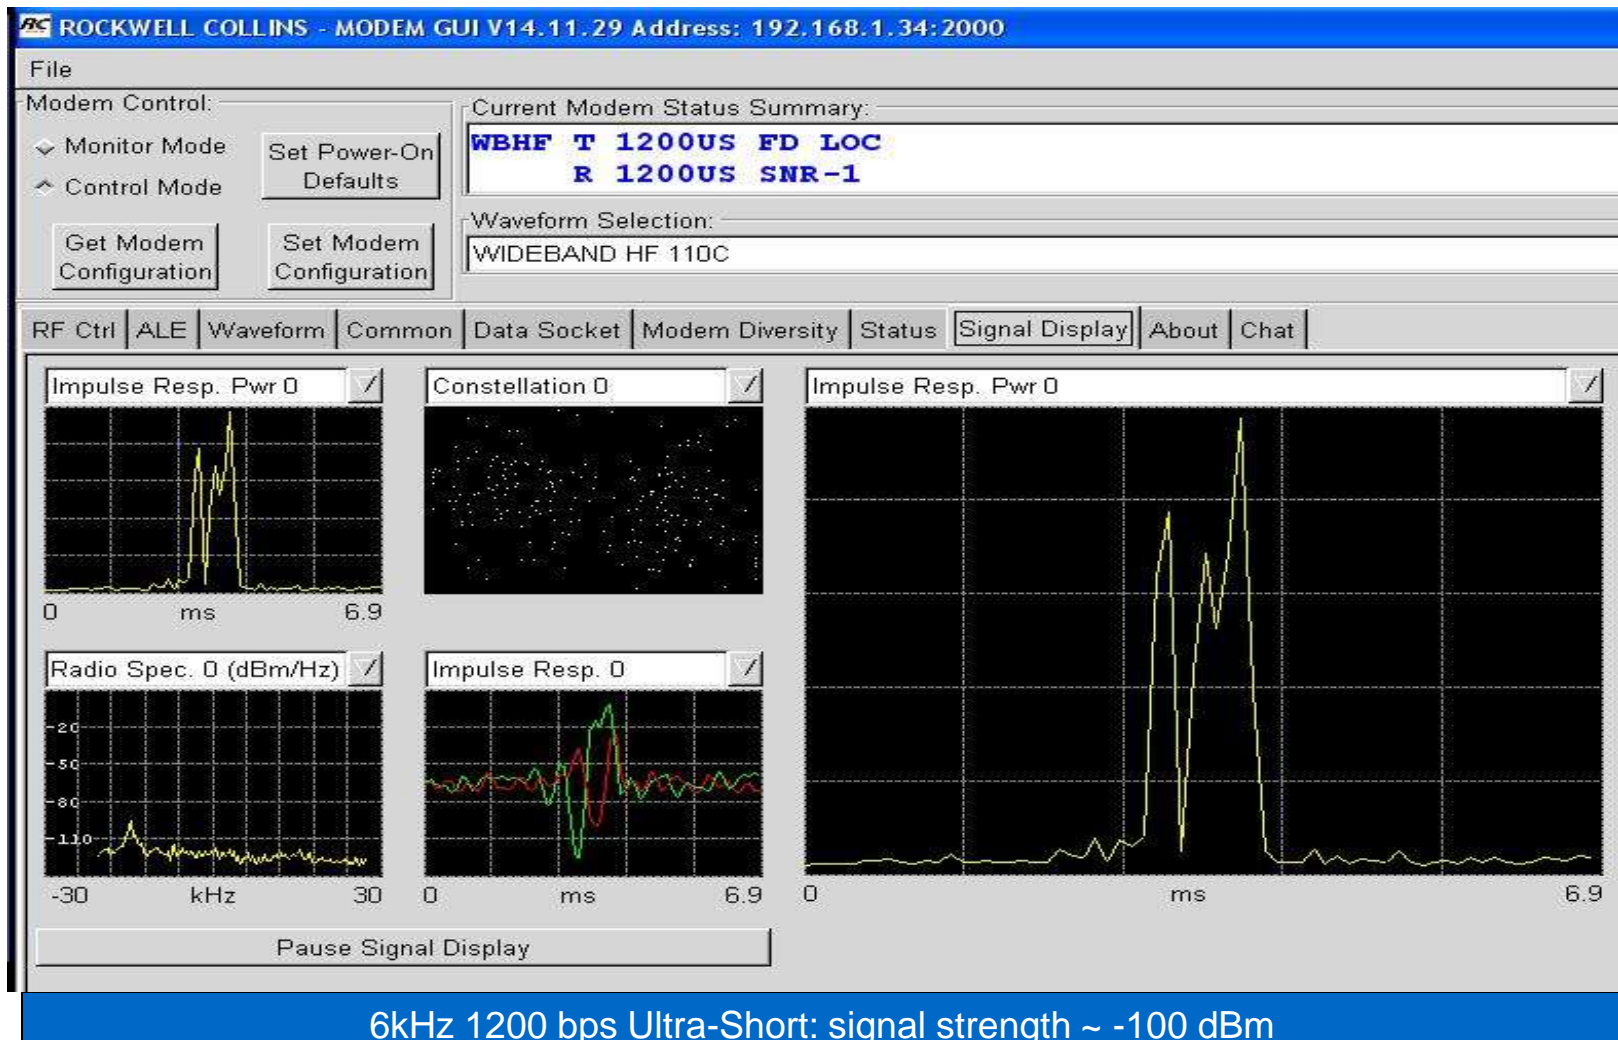 RC ROCKWELL COLLINS - MODEM GUI V14.11.29 Address: 192.168.1.34:2000
File
Modem Control:
Monitor Mode
Control Mode
Set Power-On
Defaults
Get Modem
Configuration
Set Modem
Configuration
Current Modem Status Summary:
WBHF T 1200US FD LOC
R 1200US SNR-1
Waveform Selection:
WIDEBAND HF 110C
RF Ctrl ALE Waveform Common Data Socket Modem Diversity Status Signal Display About Chat
Impulse Resp. Pwr 0
0 ms 6.9
Constellation 0
Impulse Resp. Pwr 0
0 ms 6.9
Radio Spec. 0 (dBm/Hz)
-20
-50
-80
-110
-30 kHz 30
Impulse Resp. 0
0 ms 6.9
Pause Signal Display
6kHz 1200 bps Ultra-Short: signal strength ~ -100 dBm